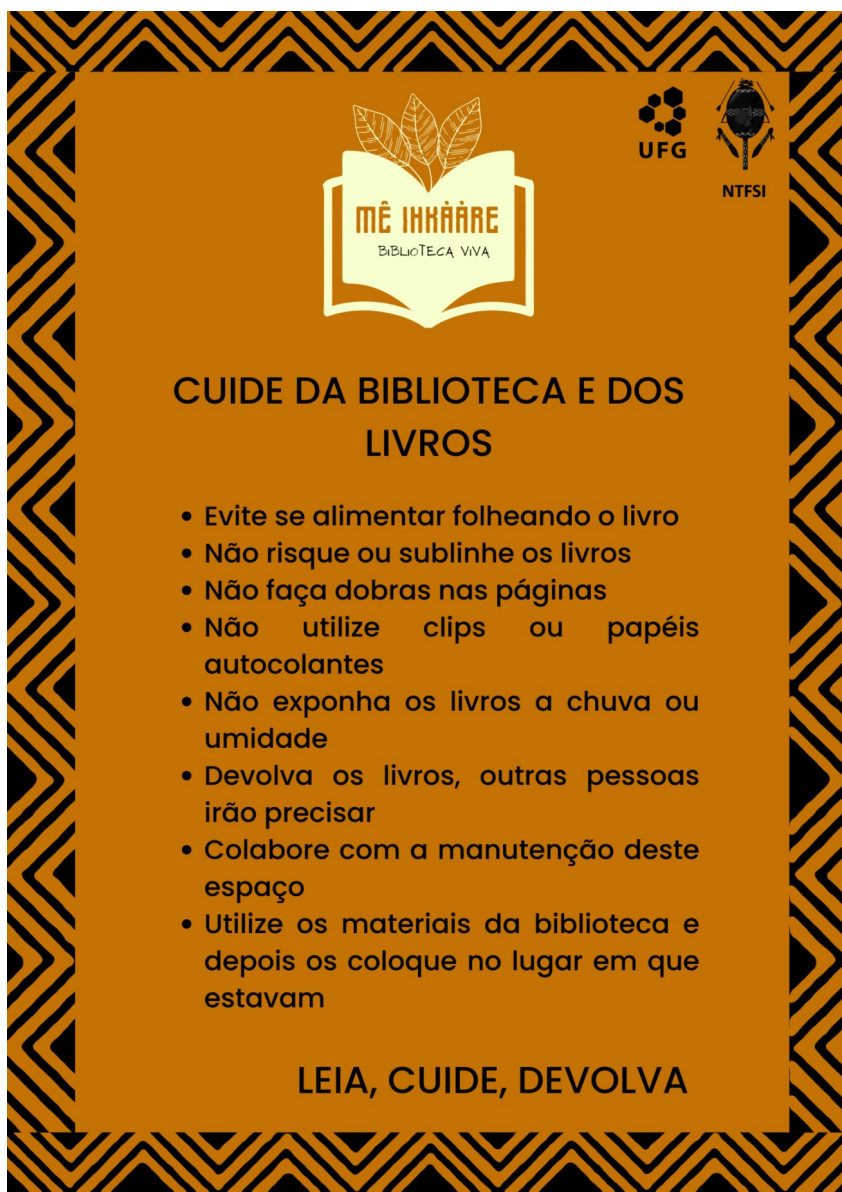 UFG
NTFSI
MÊ IHKÀÀRE
BIBLIOTECA VIVA
CUIDE DA BIBLIOTECA E DOS
LIVROS
• Evite se alimentar folheando o livro
• Não risque ou sublinhe os livros
• Não faça dobras nas páginas
• Não utilize clips ou papéis
autocolantes
• Não exponha os livros a chuva ou
umidade
• Devolva os livros, outras pessoas
irão precisar
• Colabore com a manutenção deste
espaço
• Utilize os materiais da biblioteca e
depois os coloque no lugar em que
estavam
LEIA, CUIDE, DEVOLVA